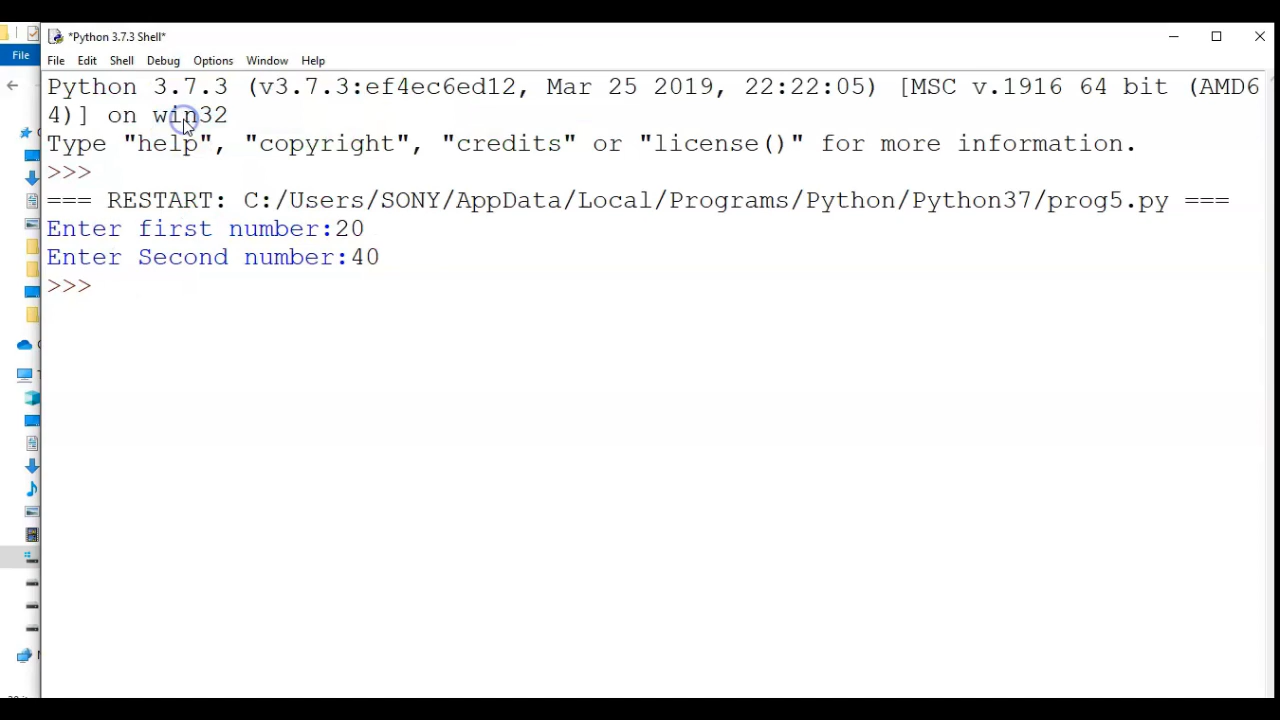 *Python 3.7.3 Shell*
File
File Edit Shell Debug Options Window Help
Python 3.7.3 (v3.7.3:ef4ec6ed12, Mar 25 2019, 22:22:05) [MSC v.1916 64 bit (AMD6
4)] on win32
Type "help", "copyright", "credits" or "license()" for more information.
>>>
=== RESTART: C:/Users/SONY/AppData/Local/Programs/Python/Python37/prog5.py ===
Enter first number:20
Enter Second number:40
>>>